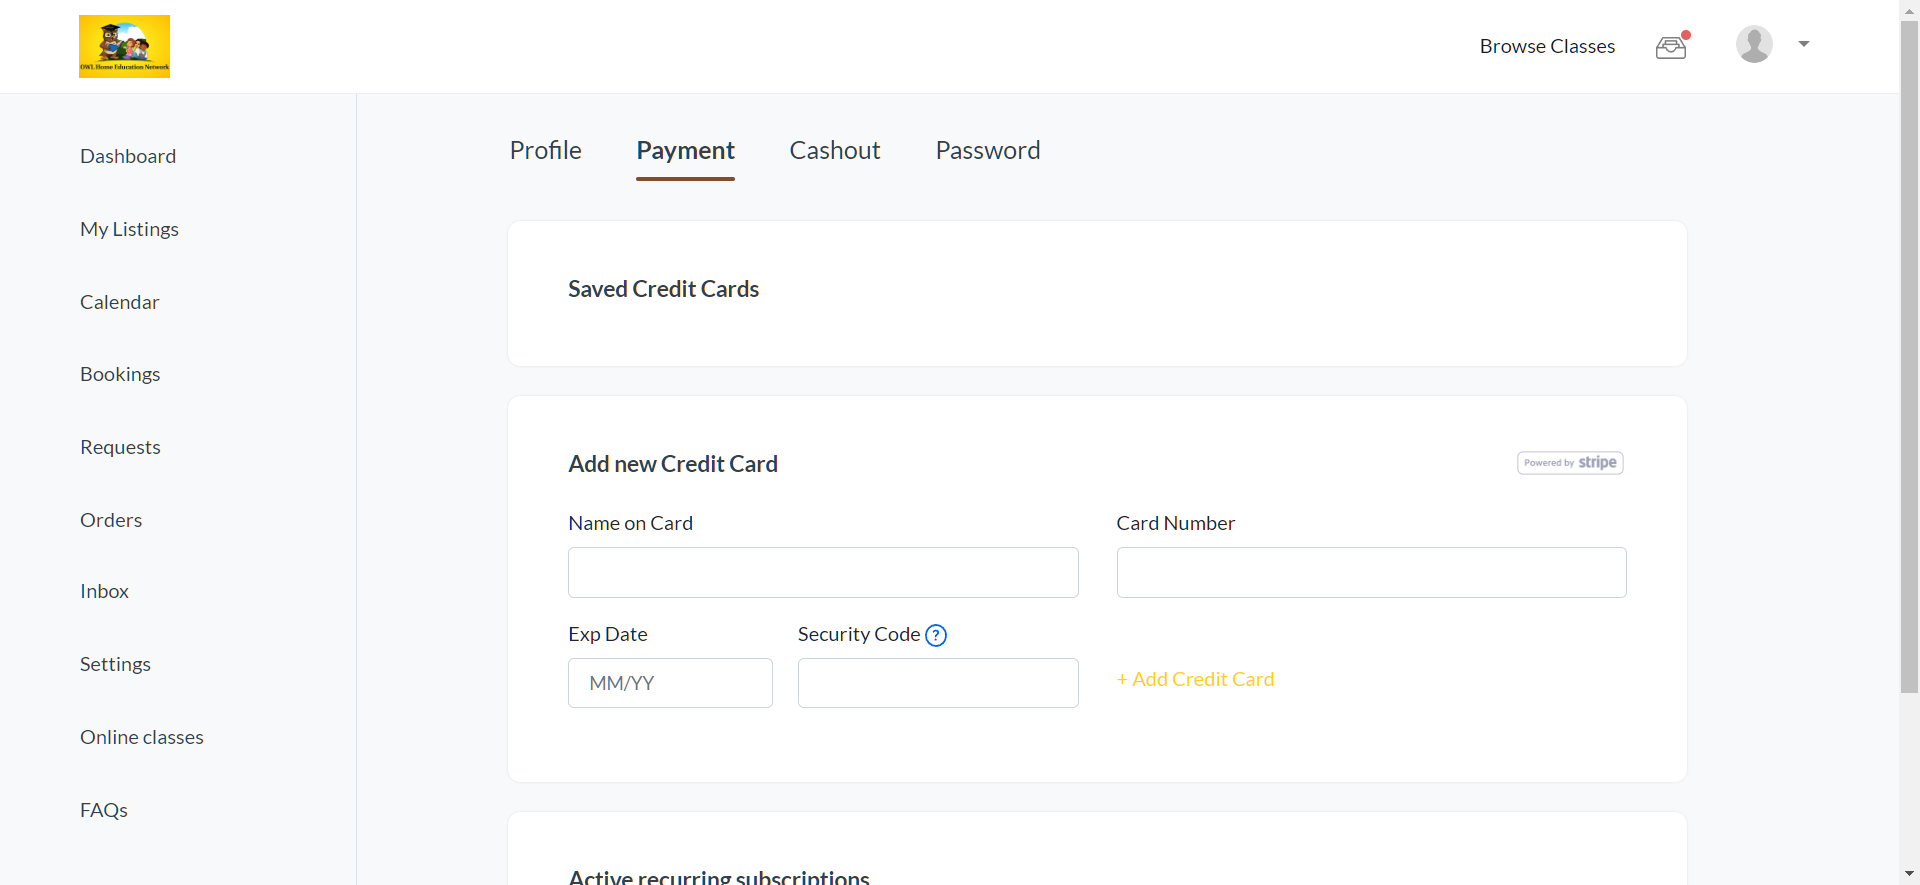 OWL Home Education Network
Browse Classes
Dashboard
My Listings
Calendar
Bookings
Requests
Orders
Inbox
Settings
Online classes
FAQs
Profile
Payment
Cashout
Password
Saved Credit Cards
Add new Credit Card
Powered by stripe
Name on Card
Card Number
Exp Date
Security Code ?
MM/YY
+ Add Credit Card
Active recurring subscriptions